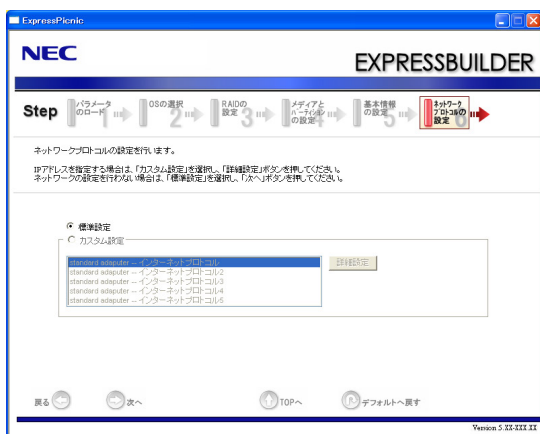 ExpressPicnic
NEC
EXPRESSBUILDER
Step
パラメータのロード 1
OSの選択 2
RAIDの設定 3
メディアとパーティションの設定 4
基本情報の設定 5
ネットワークプロトコルの設定 6
ネットワークプロトコルの設定を行います。
IPアドレスを指定する場合は、「カスタム設定」を選択し、「詳細設定」ボタンを押してください。
ネットワークの設定を行わない場合は、「標準設定」を選択し、「次へ」ボタンを押してください。
標準設定
カスタム設定
standard adaputer -- インターネットプロトコル
詳細設定
standard adaputer -- インターネットプロトコル-2
standard adaputer -- インターネットプロトコル-3
standard adaputer -- インターネットプロトコル-4
standard adaputer -- インターネットプロトコル-5
戻る
次へ
TOPへ
デフォルトへ戻す
Version 5.XX-XXX.XX